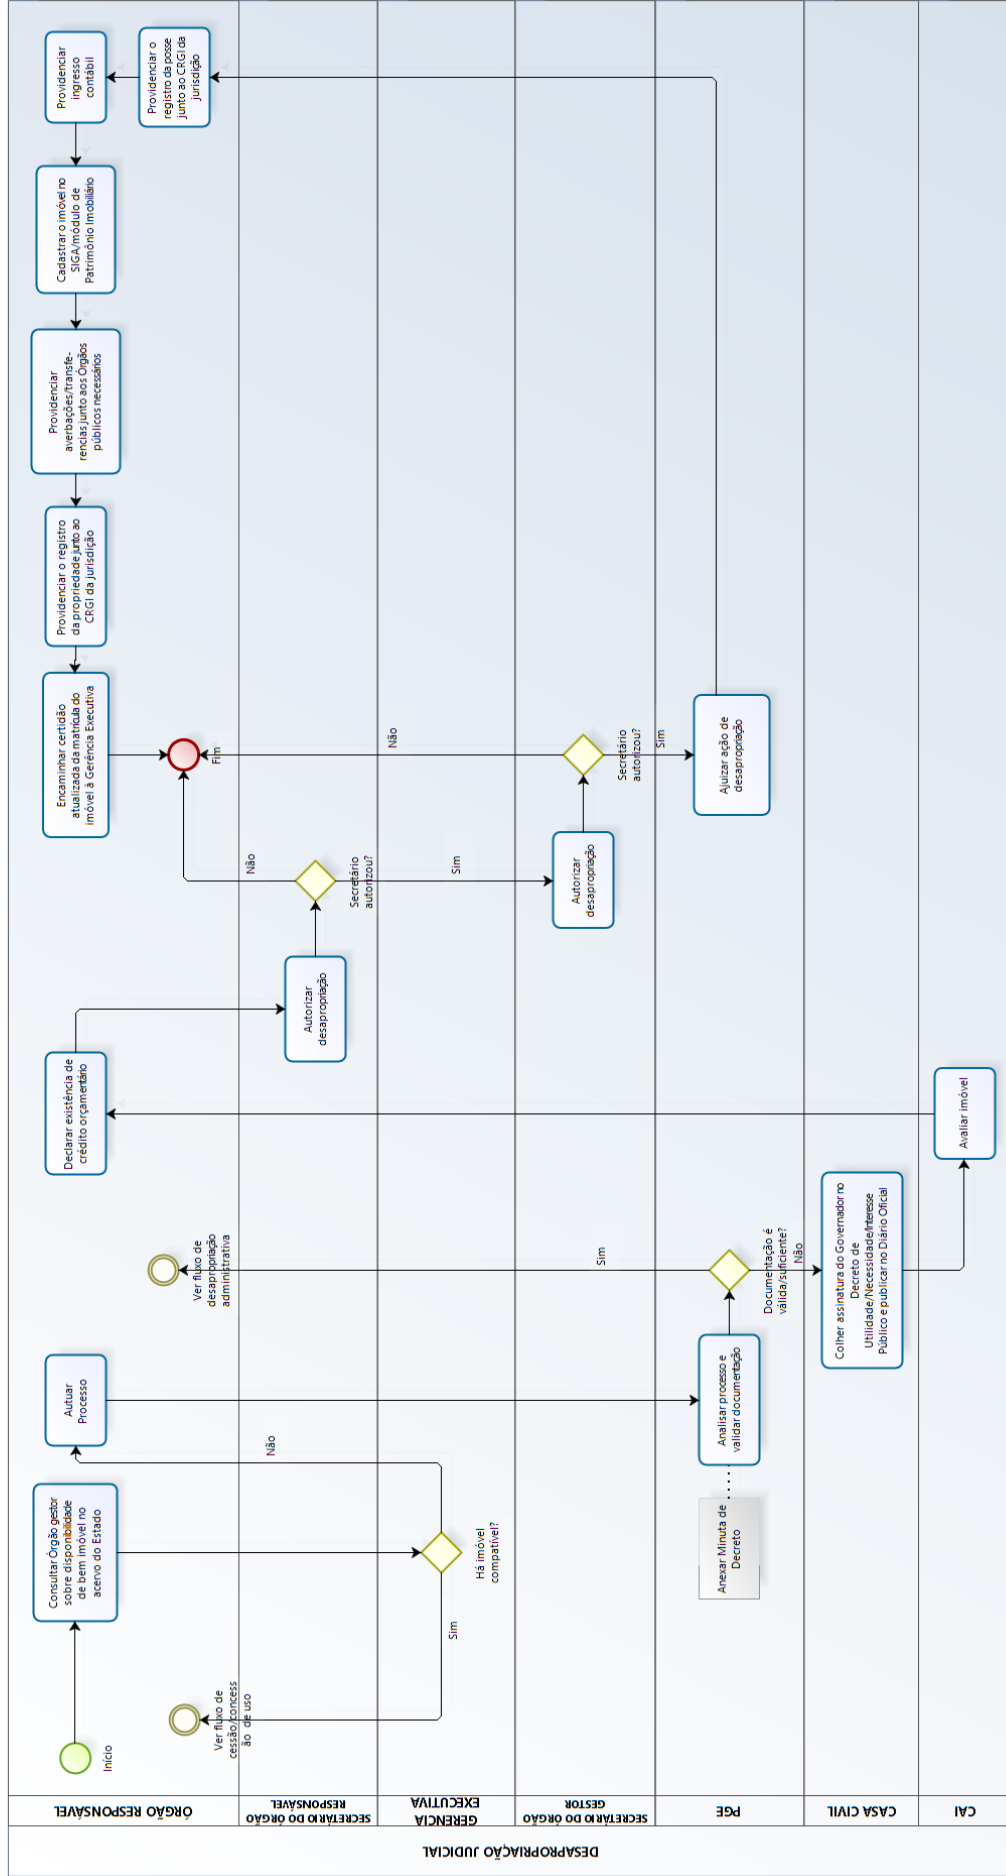 DESAPROPRIAÇÃO JUDICIAL
ÓRGÃO RESPONSÁVEL
Início
Consultar Órgão gestor
sobre disponibilidade
de bem imóvel no
acervo do Estado
Ver fluxo de
cessão/concess
ão de uso
Autuar
Processo
Ver fluxo de
desapropriação
administrativa
Declarar existência de
crédito orçamentário
Fim
Encaminhar certidão
atualizada da matrícula do
imóvel à Gerência Executiva
Providenciar o registro
da propriedade junto ao
CRGI da jurisdição
Providenciar
averbações/transfe-
rencias junto aos Órgãos
públicos necessários
Cadastrar o imóvel no
SIGA/módulo de
Patrimônio Imobiliário
Providenciar
ingresso
contábil
Providenciar o
registro da posse
junto ao CRGI da
jurisdição
SECRETÁRIO DO ÓRGÃO
RESPONSÁVEL
Não
Autorizar
desapropriação
Secretário
autorizou?
Não
GERENCIA
EXECUTIVA
Há imóvel
compatível?
Sim
Sim
Não
SECRETÁRIO DO ÓRGÃO
GESTOR
Sim
Autorizar
desapropriação
Secretário
autorizou?
Sim
PGE
Anexar Minuta de
Decreto
Analisar processo e
validar documentação
Documentação é
válida/suficiente?
Não
Ajuizar ação de
desapropriação
CASA CIVIL
Colher assinatura do Governador no
Decreto de
Utilidade/Necessidade/Interesse
Público e publicar no Diário Oficial
CAI
Avaliar imóvel